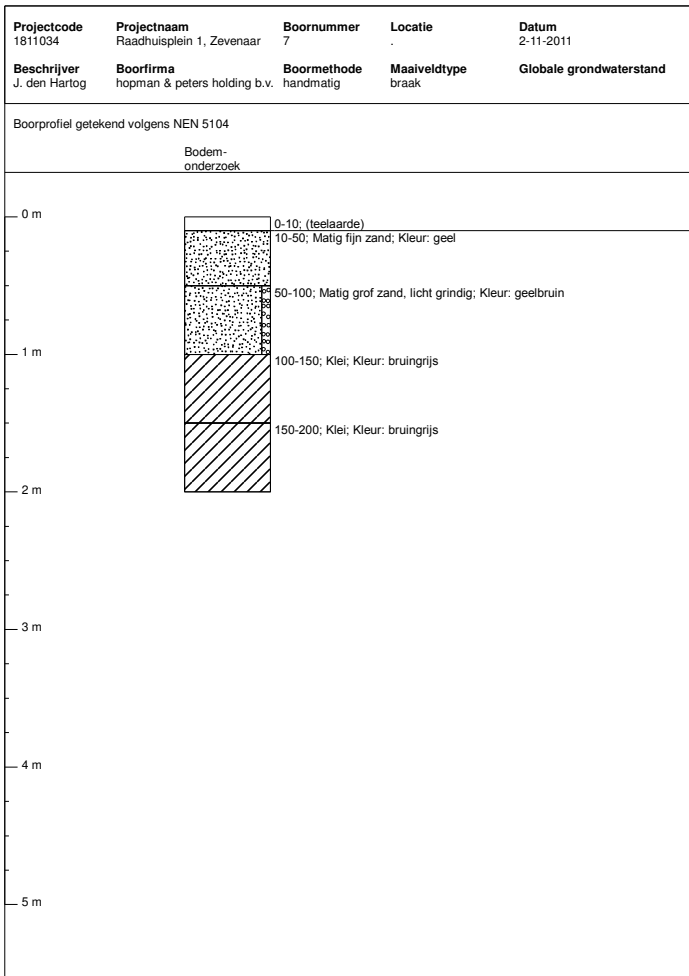 Projectcode Projectnaam Boornummer Locatie Datum
1811034 Raadhuisplein 1, Zevenaar 7 . 2-11-2011
Beschrijver Boorfirma Boormethode Maaiveldtype Globale grondwaterstand
J. den Hartog hopman & peters holding b.v. handmatig braak
Boorprofiel getekend volgens NEN 5104
Bodem-
onderzoek
0 m
0-10; (teelaarde)
10-50; Matig fijn zand; Kleur: geel
50-100; Matig grof zand, licht grindig; Kleur: geelbruin
1 m
100-150; Klei; Kleur: bruingrijs
150-200; Klei; Kleur: bruingrijs
2 m
3 m
4 m
5 m